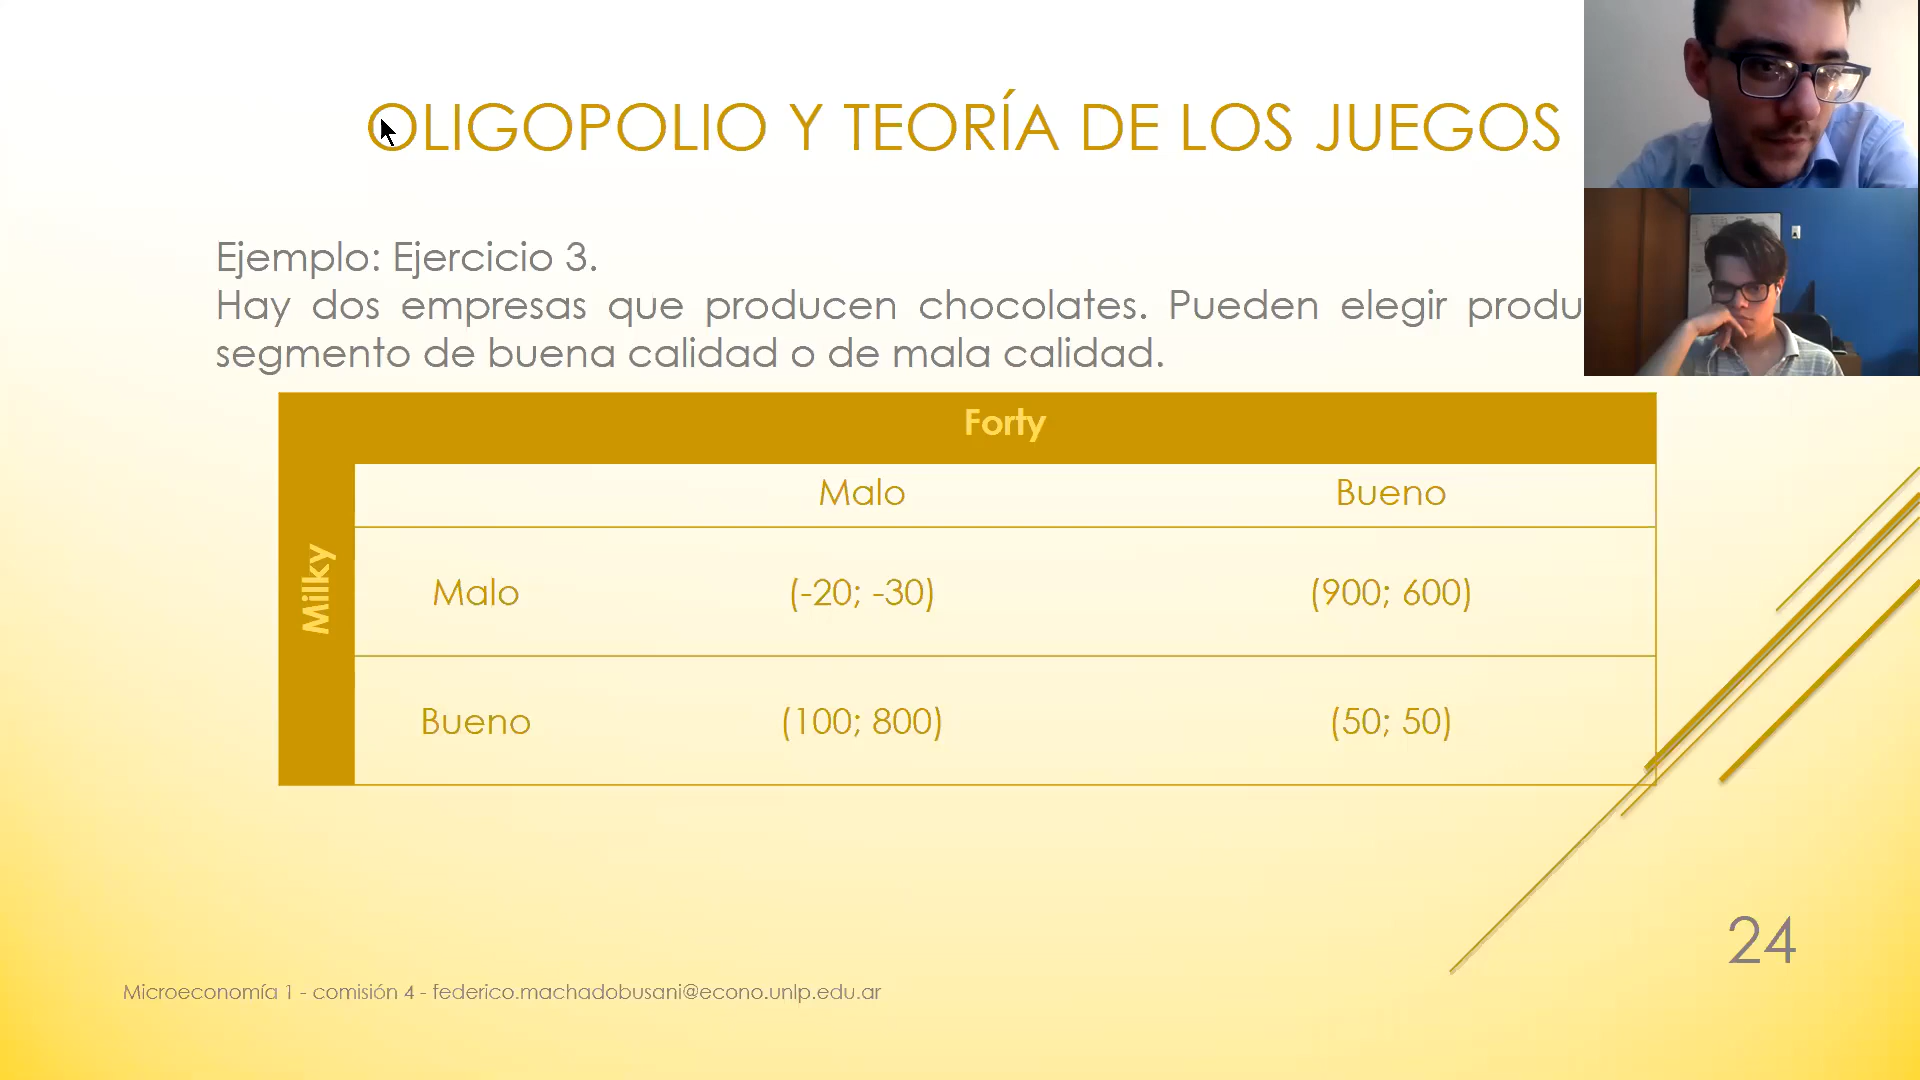 OLIGOPOLIO Y TEORÍA DE LOS JUEGOS
Ejemplo: Ejercicio 3.
Hay dos empresas que producen chocolates. Pueden elegir produ
segmento de buena calidad o de mala calidad.
Forty
Milky
Malo Bueno
Malo (-20; -30) (900; 600)
Bueno (100; 800) (50; 50)
24
Microeconomía 1 - comisión 4 - federico.machadobusani@econo.unlp.edu.ar